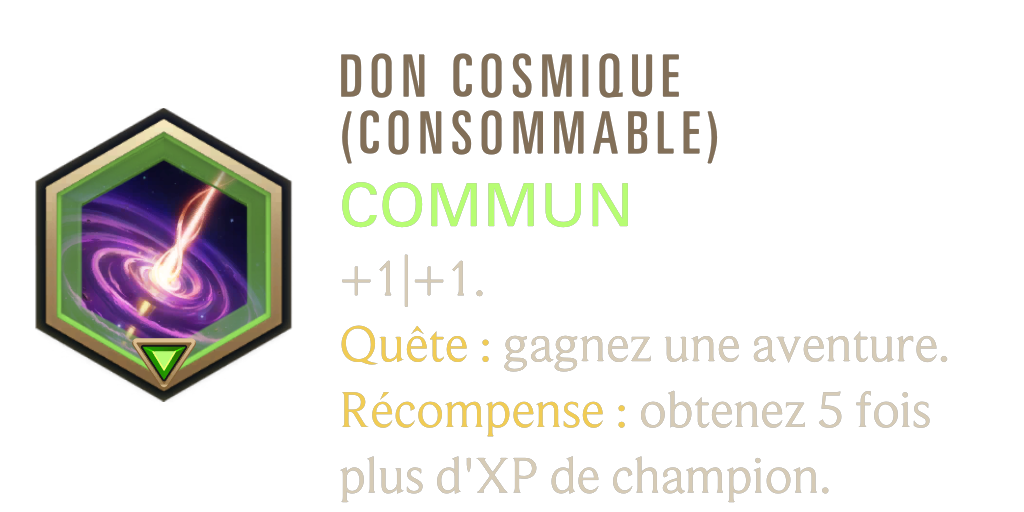 DON COSMIQUE
(CONSOMMABLE)
COMMUN
+1|+1.
Quête : gagnez une aventure.
Récompense : obtenez 5 fois
plus d'XP de champion.